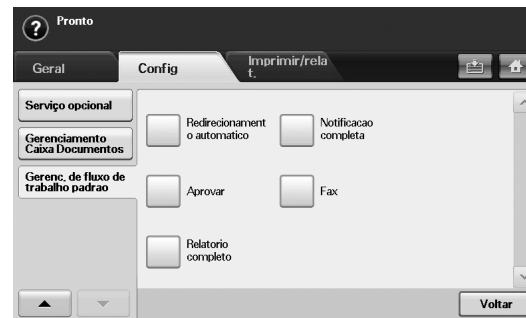 ? Pronto
Geral
Config
Imprimir/rela
t.
Serviço opcional
Gerenciamento
Caixa Documentos
Gerenc. de fluxo de
trabalho padrao
Redirecionament
o automatico
Notificacao
completa
Aprovar
Fax
Relatorio
completo
Voltar